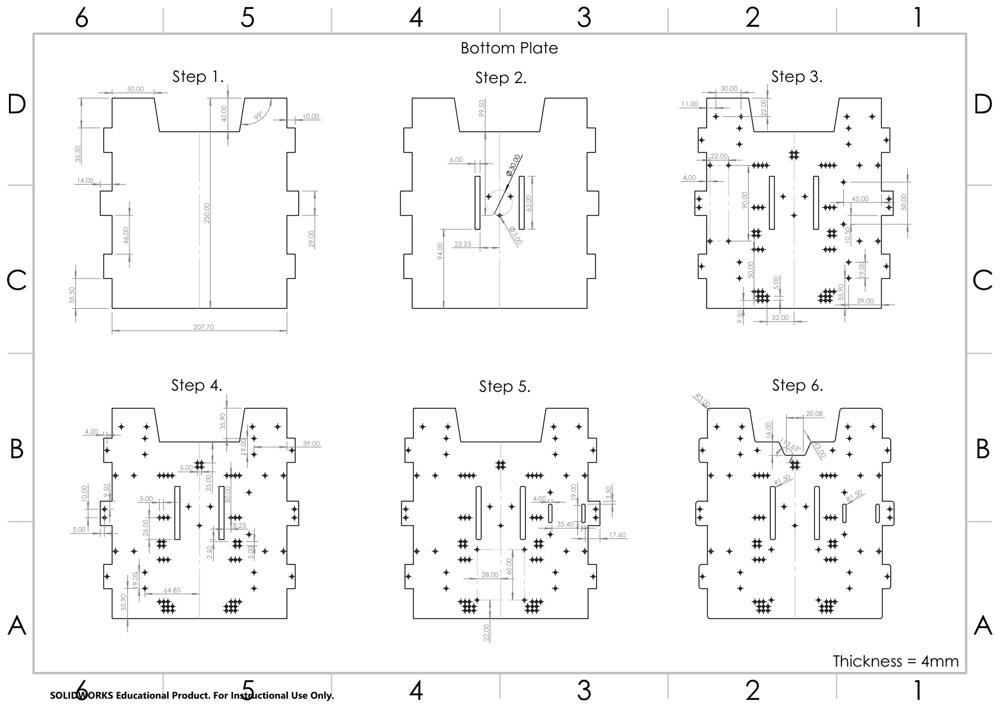 6 5 4 3 2 1
Bottom Plate
D D
Step 1.
50.00
40.00
99°
10.00
35.50
14.00
250.00
46.00
29.00
35.50
207.70
Step 2.
99.50
6.00
Ø30.00
63.00
Ø3.00
23.25
94.00
Step 3.
30.00
11.00
22.00
22.00
4.00
90.00
45.00
50.00
10.50
50.00
5.00
19.00
35.90
39.00
9.50
32.00
C C
Step 4.
35.90
4.00
19.00
39.00
5.00
25.00
10.00
9.50
5.00
50.00
26.00
8.25
5.00
2.50
5.00
19.00
64.85
35.90
Step 5.
4.00
19.00
3.50
35.40
17.60
28.00
60.00
22.00
Step 6.
R3.00
20.08
16.00
113.63°
R3.00
R1.50
R1.50
B B
A A
Thickness = 4mm
6 5 4 3 2 1
SOLIDWORKS Educational Product. For Instructional Use Only.